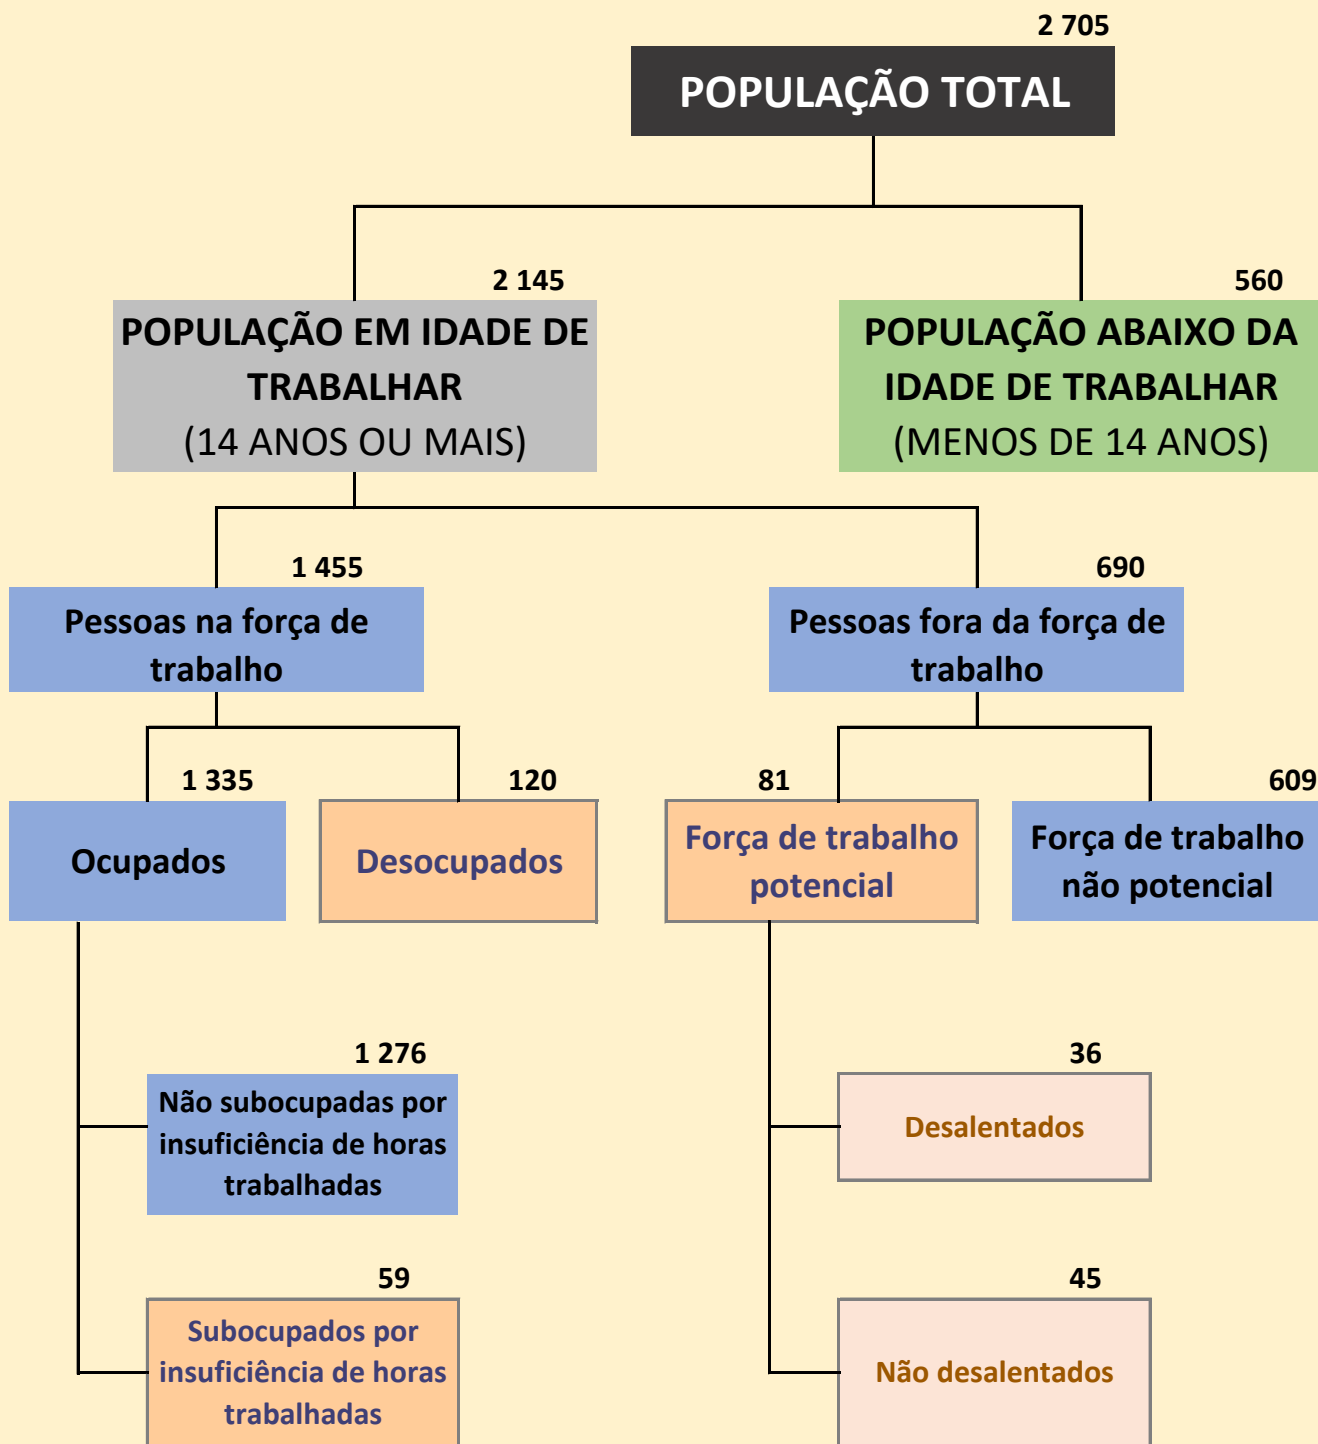 2 705
POPULAÇÃO TOTAL
2 145
POPULAÇÃO EM IDADE DE
TRABALHAR
(14 ANOS OU MAIS)
560
POPULAÇÃO ABAIXO DA
IDADE DE TRABALHAR
(MENOS DE 14 ANOS)
1 455
Pessoas na força de
trabalho
690
Pessoas fora da força de
trabalho
1 335
Ocupados
120
Desocupados
81
Força de trabalho
potencial
609
Força de trabalho
não potencial
1 276
Não subocupadas por
insuficiência de horas
trabalhadas
36
Desalentados
59
Subocupados por
insuficiência de horas
trabalhadas
45
Não desalentados